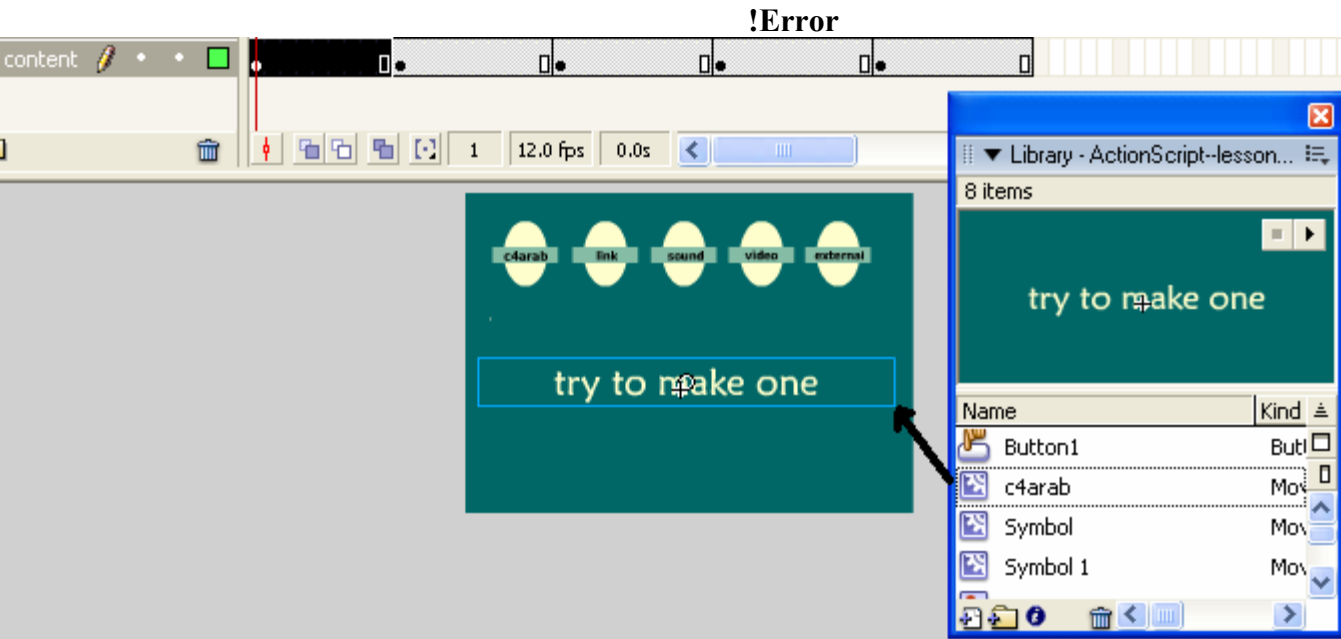 !Error
content
1 12.0 fps 0.0s
Library - ActionScript--lesson...
8 items
try to make one
c4arab link sound video external
try to make one
Name Kind
Button1 But
c4arab Mov
Symbol Mov
Symbol 1 Mov